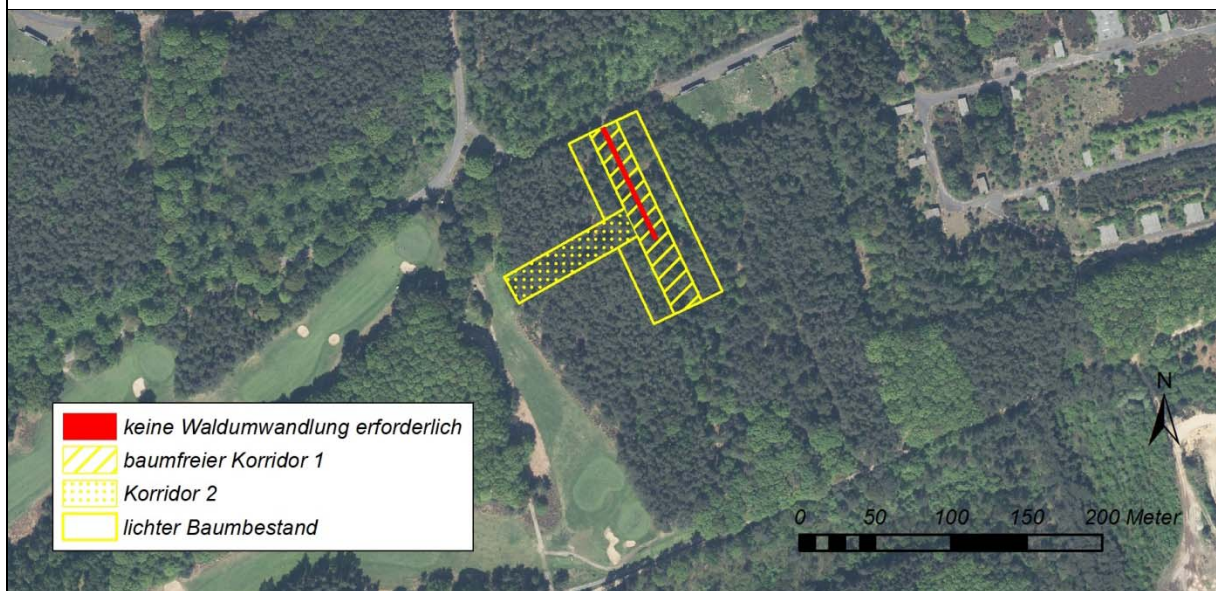 keine Waldumwandlung erforderlich
baumfreier Korridor 1
Korridor 2
lichter Baumbestand
N
0 50 100 150 200 Meter